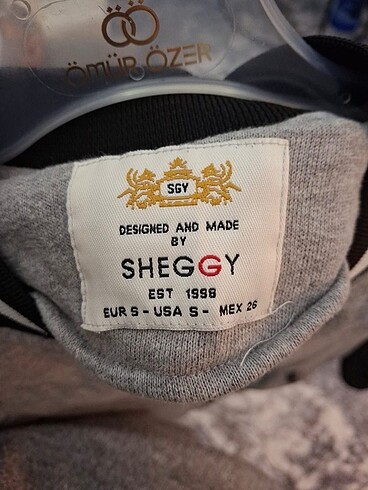 ÖMÜR ÖZER
SGY
DESIGNED AND MADE
BY
SHEGGY
EST 1998
EUR S - USA S - MEX 26